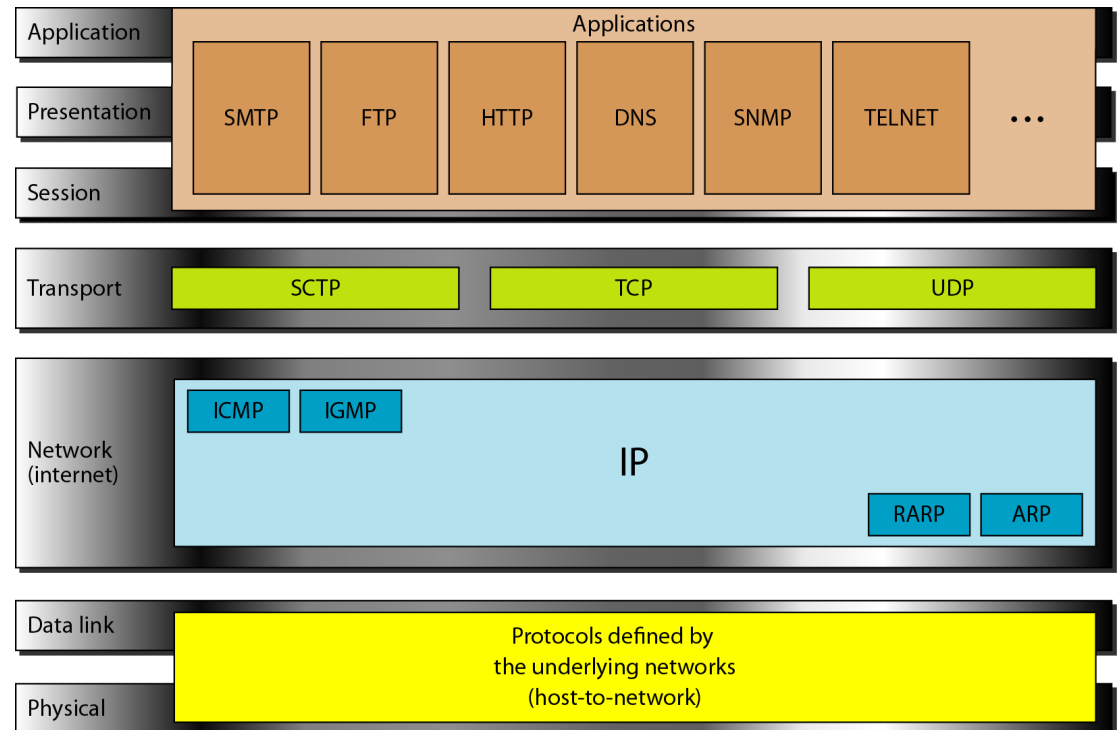 Application
Applications
Presentation
SMTP
FTP
HTTP
DNS
SNMP
TELNET
...
Session
Transport
SCTP
TCP
UDP
Network
(internet)
ICMP
IGMP
IP
RARP
ARP
Data link
Protocols defined by
the underlying networks
(host-to-network)
Physical